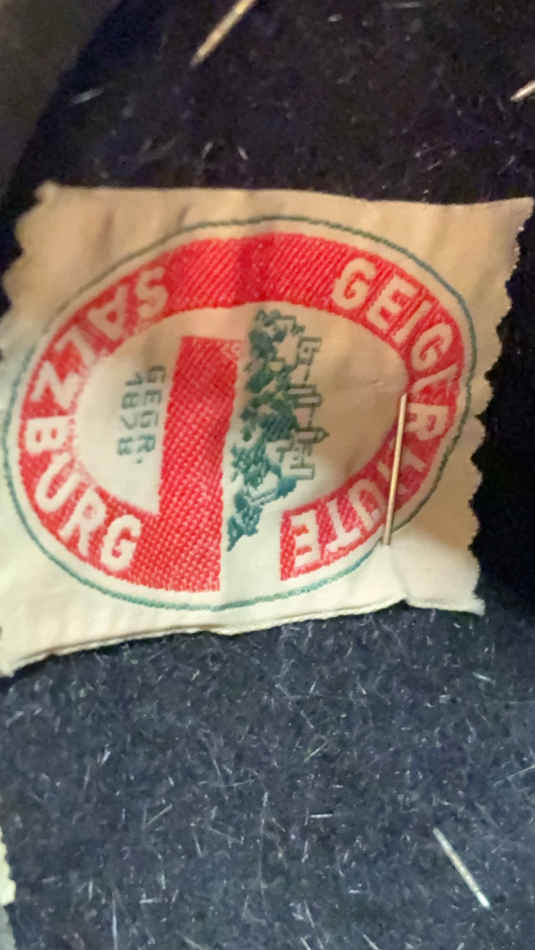 GEIGER HÜTE
GEGR.
1878
SALZBURG